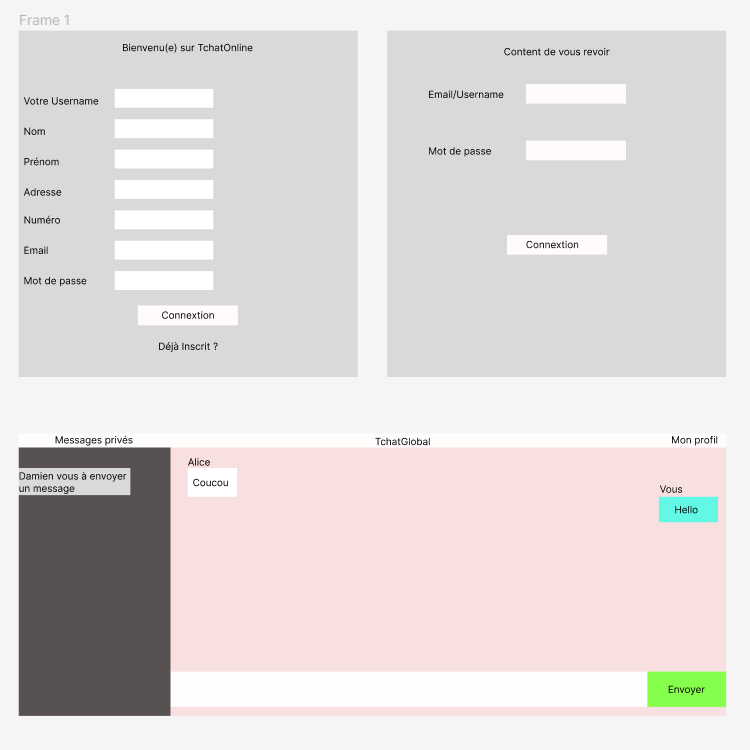 Frame 1
Bienvenu(e) sur TchatOnline
Votre Username
Nom
Prénom
Adresse
Numéro
Email
Mot de passe
Connextion
Déjà Inscrit ?
Content de vous revoir
Email/Username
Mot de passe
Connextion
Messages privés
TchatGlobal
Mon profil
Damien vous à envoyer
un message
Alice
Coucou
Vous
Hello
Envoyer